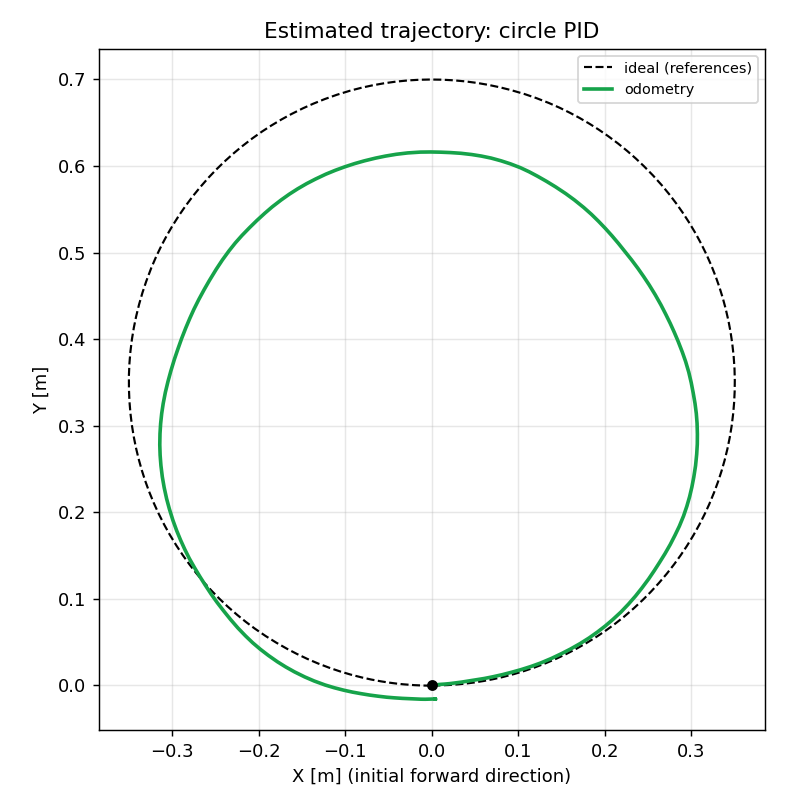 Estimated trajectory: circle PID
ideal (references)
odometry
0.7
0.6
0.5
0.4
0.3
0.2
0.1
0.0
Y [m]
−0.3 −0.2 −0.1 0.0 0.1 0.2 0.3
X [m] (initial forward direction)